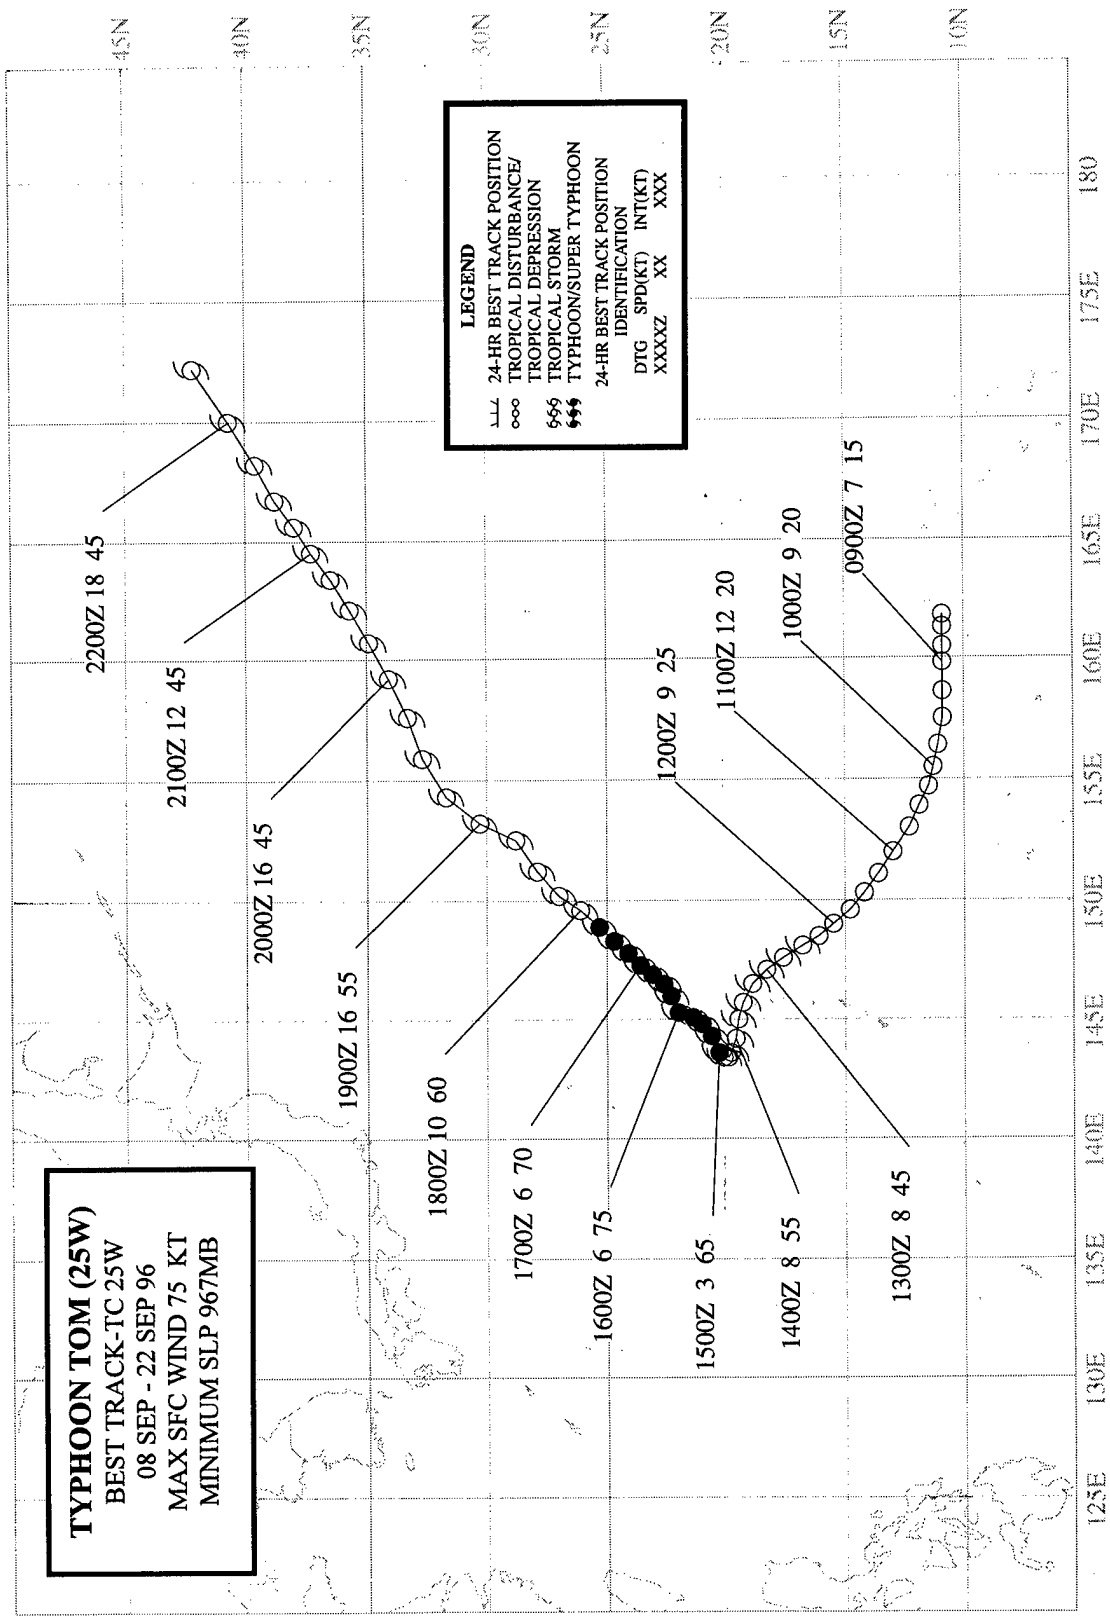 TYPHOON TOM (25W)
BEST TRACK-TC 25W
08 SEP - 22 SEP 96
MAX SFC WIND 75 KT
MINIMUM SLP 967MB
LEGEND
24-HR BEST TRACK POSITION
TROPICAL DISTURBANCE/
TROPICAL DEPRESSION
TROPICAL STORM
TYPHOON/SUPER TYPHOON
24-HR BEST TRACK POSITION
IDENTIFICATION
DTG SPD(KT) INT(KT)
XXXXZ XX XXX
2200Z 18 45
2100Z 12 45
2000Z 16 45
1900Z 16 55
1800Z 10 60
1700Z 6 70
1600Z 6 75
1500Z 3 65
1400Z 8 55
1300Z 8 45
1200Z 9 25
1100Z 12 20
1000Z 9 20
0900Z 7 15
45N
40N
35N
30N
25N
20N
15N
10N
125E
130E
135E
140E
145E
150E
155E
160E
165E
170E
175E
180